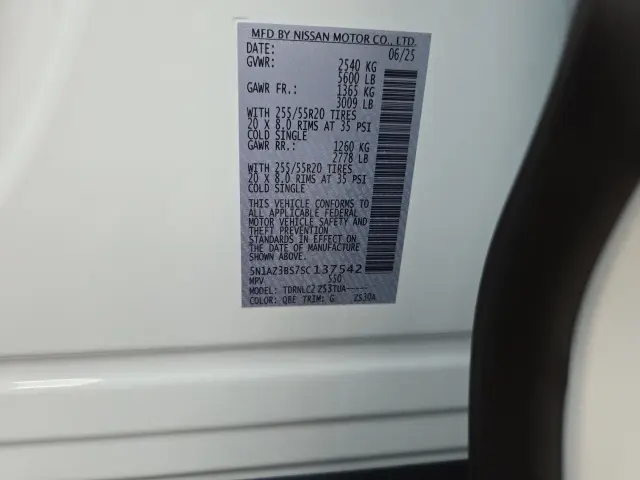 MFD BY NISSAN MOTOR CO., LTD.
DATE: 06/25
GVWR: 2540 KG
5600 LB
GAWR FR.: 1365 KG
3009 LB
WITH 255/55R20 TIRES
20 X 8.0 RIMS AT 35 PSI
COLD SINGLE
GAWR RR.: 1260 KG
2778 LB
WITH 255/55R20 TIRES
20 X 8.0 RIMS AT 35 PSI
COLD SINGLE
THIS VEHICLE CONFORMS TO
ALL APPLICABLE FEDERAL
MOTOR VEHICLE SAFETY AND
THEFT PREVENTION
STANDARDS IN EFFECT ON
THE DATE OF MANUFACTURE
SHOWN ABOVE.
5N1AZ3BS7SC137542
MPV 550
MODEL: TDRNLC2 Z53TUA-----
COLOR: QBE TRIM: G Z530A